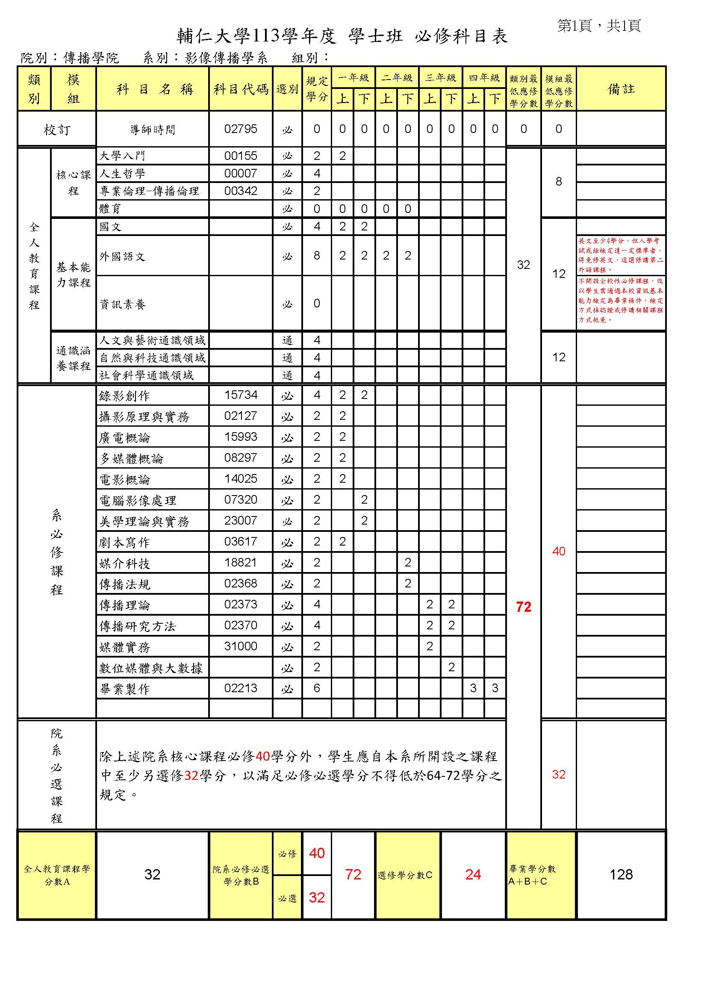 第1頁，共1頁
輔仁大學113學年度 學士班 必修科目表
院別：傳播學院 系別：影像傳播學系 組別：
類別 模組 科目名稱 科目代碼 選別 規定學分 一年級 二年級 三年級 四年級 類別最低應修學分數 模組最低應修學分數 備註
上 下 上 下 上 下 上 下
校訂 導師時間 02795 必 0 0 0 0 0 0 0 0 0 0 0
全人教育課程 32
核心課程 8
大學入門 00155 必 2 2
人生哲學 00007 必 4
專業倫理-傳播倫理 00342 必 2
體育 必 0 0 0 0 0
基本能力課程 12
國文 必 4 2 2
外國語文 必 8 2 2 2 2
英文至少4學分，但入學考
試或經檢定達一定標準者，
得免修英文，逕選修讀第二
外語課程。
資訊素養 必 0
不開設全校性必修課程，改
以學生需通過本校資訊基本
能力檢定為畢業條件，檢定
方式採認證或修讀相關課程
方式抵免。
通識涵養課程 12
人文與藝術通識領域 通 4
自然與科技通識領域 通 4
社會科學通識領域 通 4
系必修課程 72 40
錄影創作 15734 必 4 2 2
攝影原理與實務 02127 必 2 2
廣電概論 15993 必 2 2
多媒體概論 08297 必 2 2
電影概論 14025 必 2 2
電腦影像處理 07320 必 2 2
美學理論與實務 23007 必 2 2
劇本寫作 03617 必 2 2
媒介科技 18821 必 2 2
傳播法規 02368 必 2 2
傳播理論 02373 必 4 2 2
傳播研究方法 02370 必 4 2 2
媒體實務 31000 必 2 2
數位媒體與大數據 必 2 2
畢業製作 02213 必 6 3 3
院系必選課程 32
除上述院系核心課程必修40學分外，學生應自本系所開設之課程
中至少另選修32學分，以滿足必修必選學分不得低於64-72學分之
規定。
全人教育課程學分數A 32 院系必修必選學分數B 必修 40 必選 32 72 選修學分數C 24 畢業學分數A＋B＋C 128